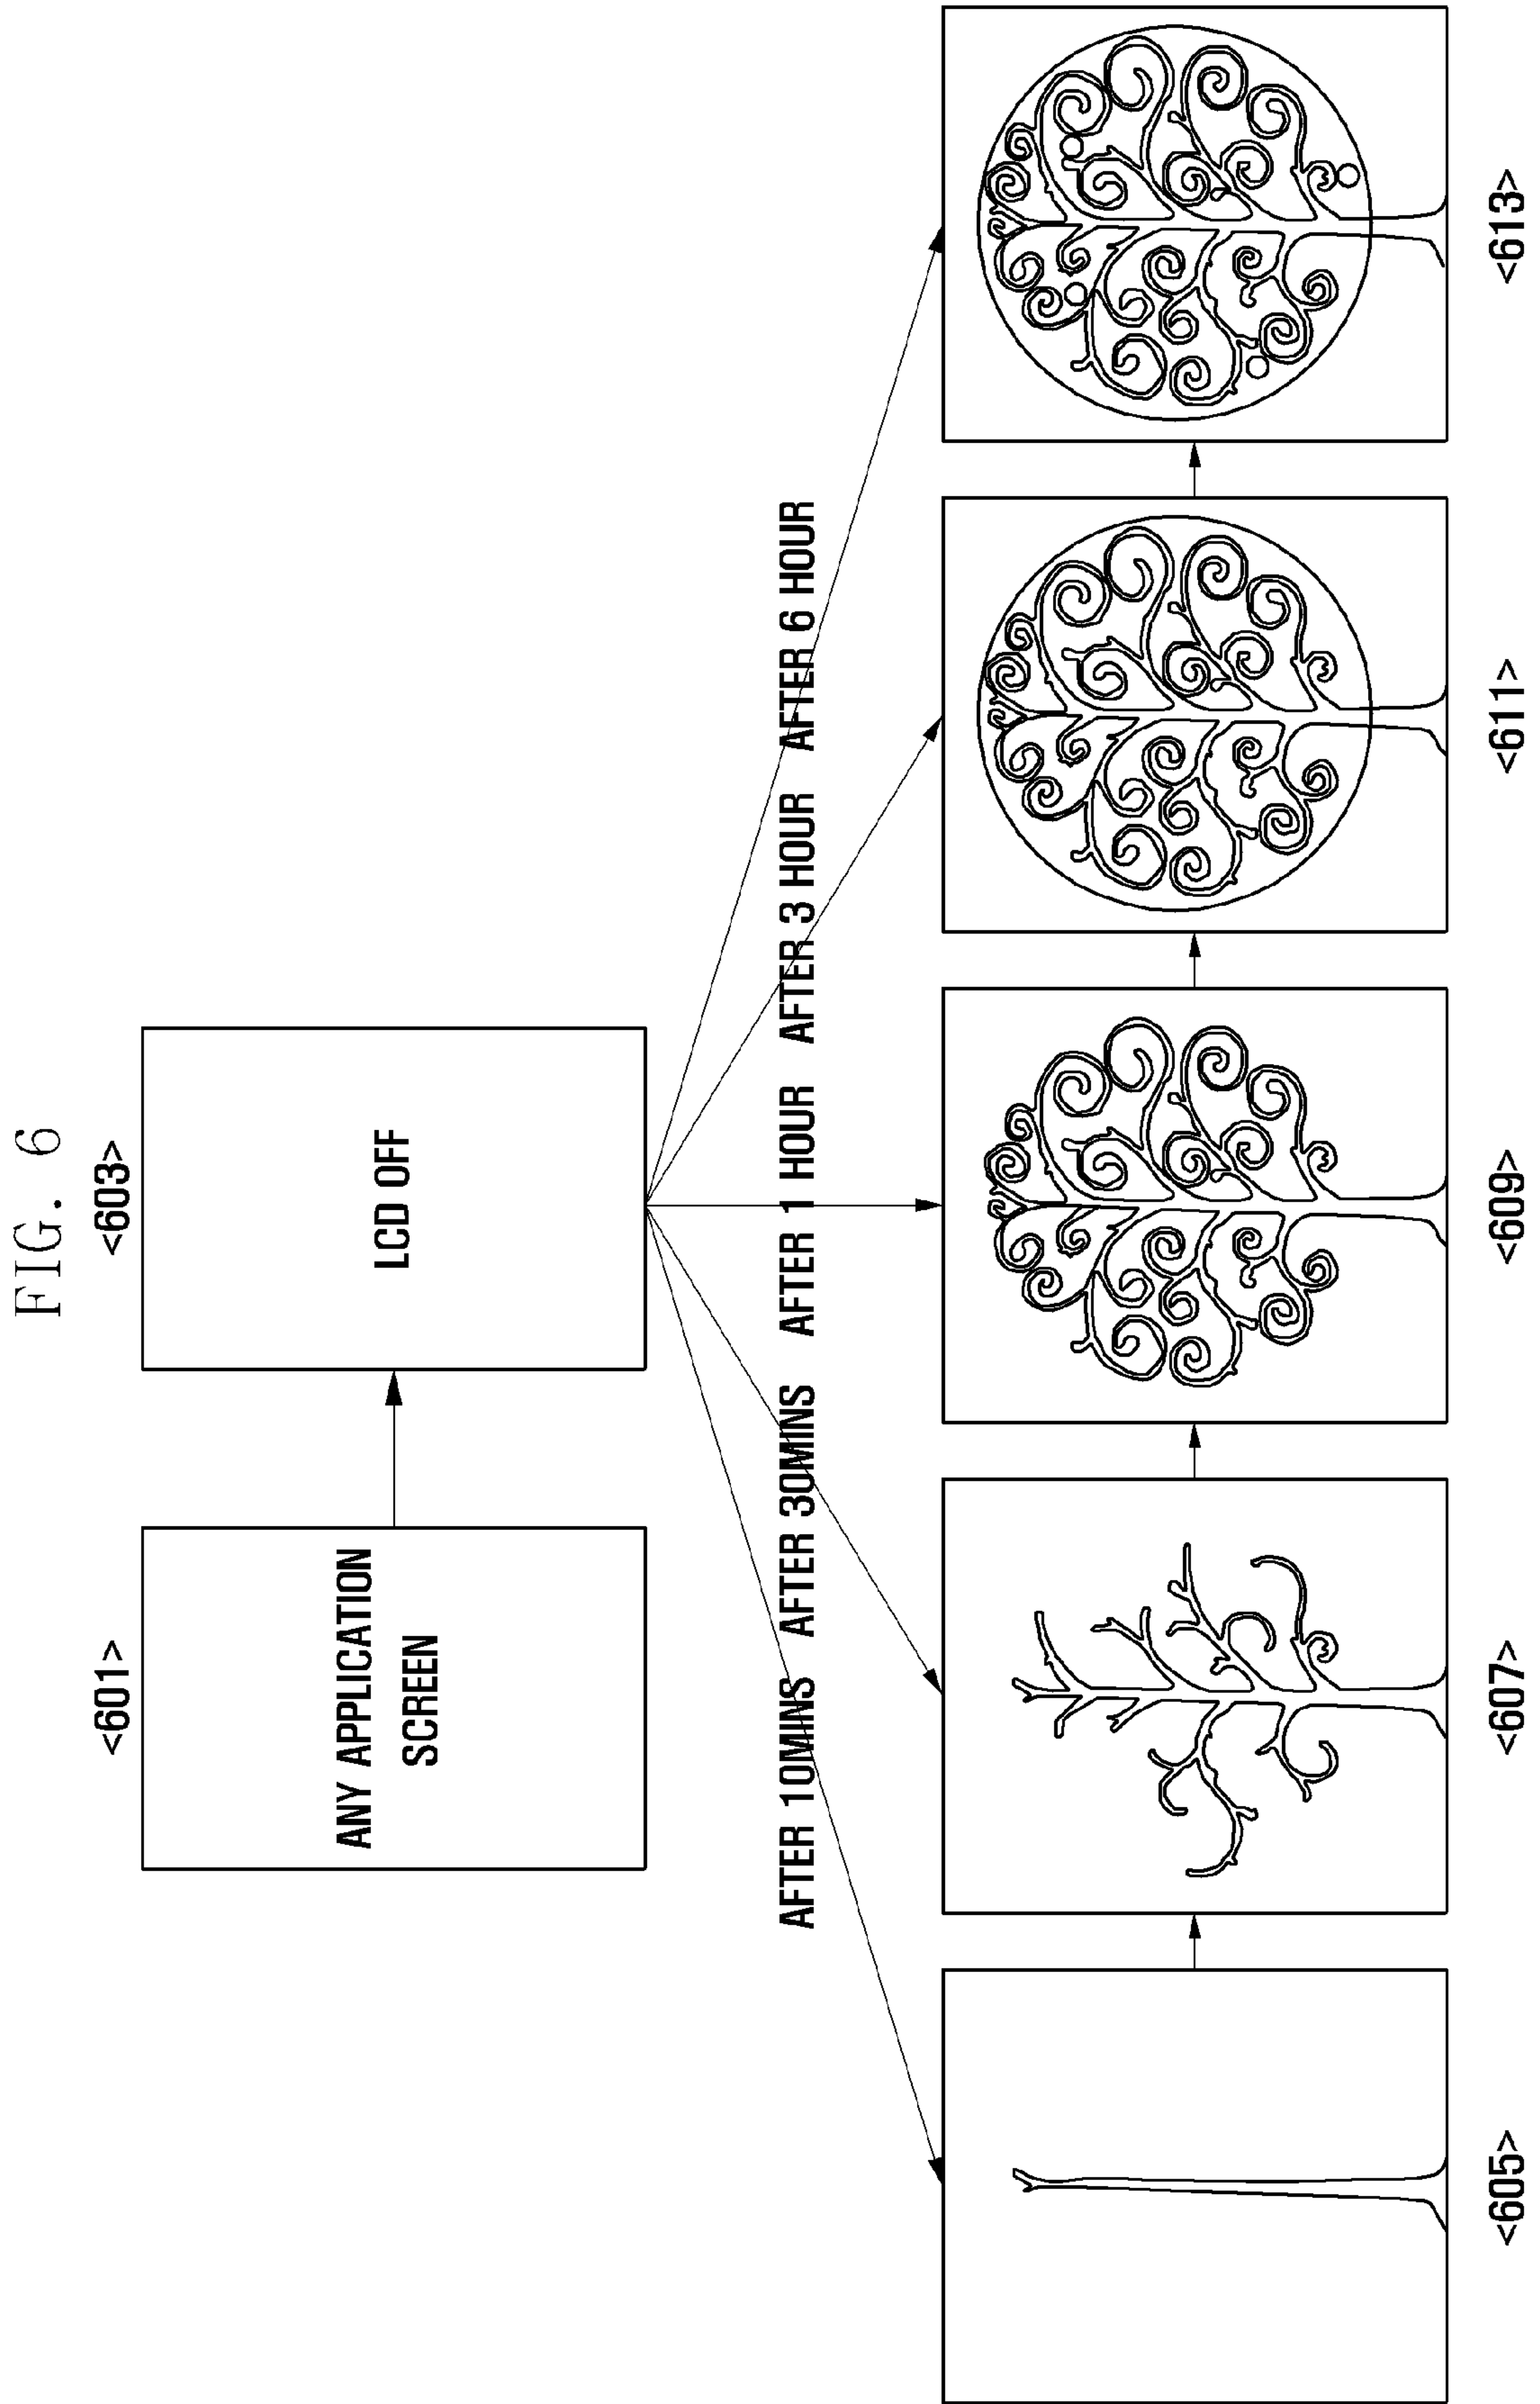 FIG. 6
<601>
<603>
ANY APPLICATION
SCREEN
LCD OFF
AFTER 10MINS
AFTER 30MINS
AFTER 1 HOUR
AFTER 3 HOUR
AFTER 6 HOUR
<605>
<607>
<609>
<611>
<613>